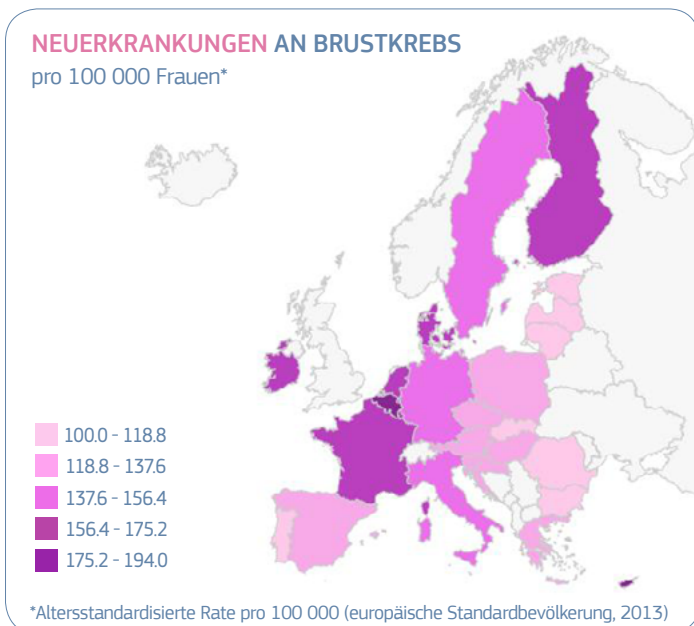 NEUERKRANKUNGEN AN BRUSTKREBS
pro 100 000 Frauen*
100.0 - 118.8
118.8 - 137.6
137.6 - 156.4
156.4 - 175.2
175.2 - 194.0
*Altersstandardisierte Rate pro 100 000 (europäische Standardbevölkerung, 2013)